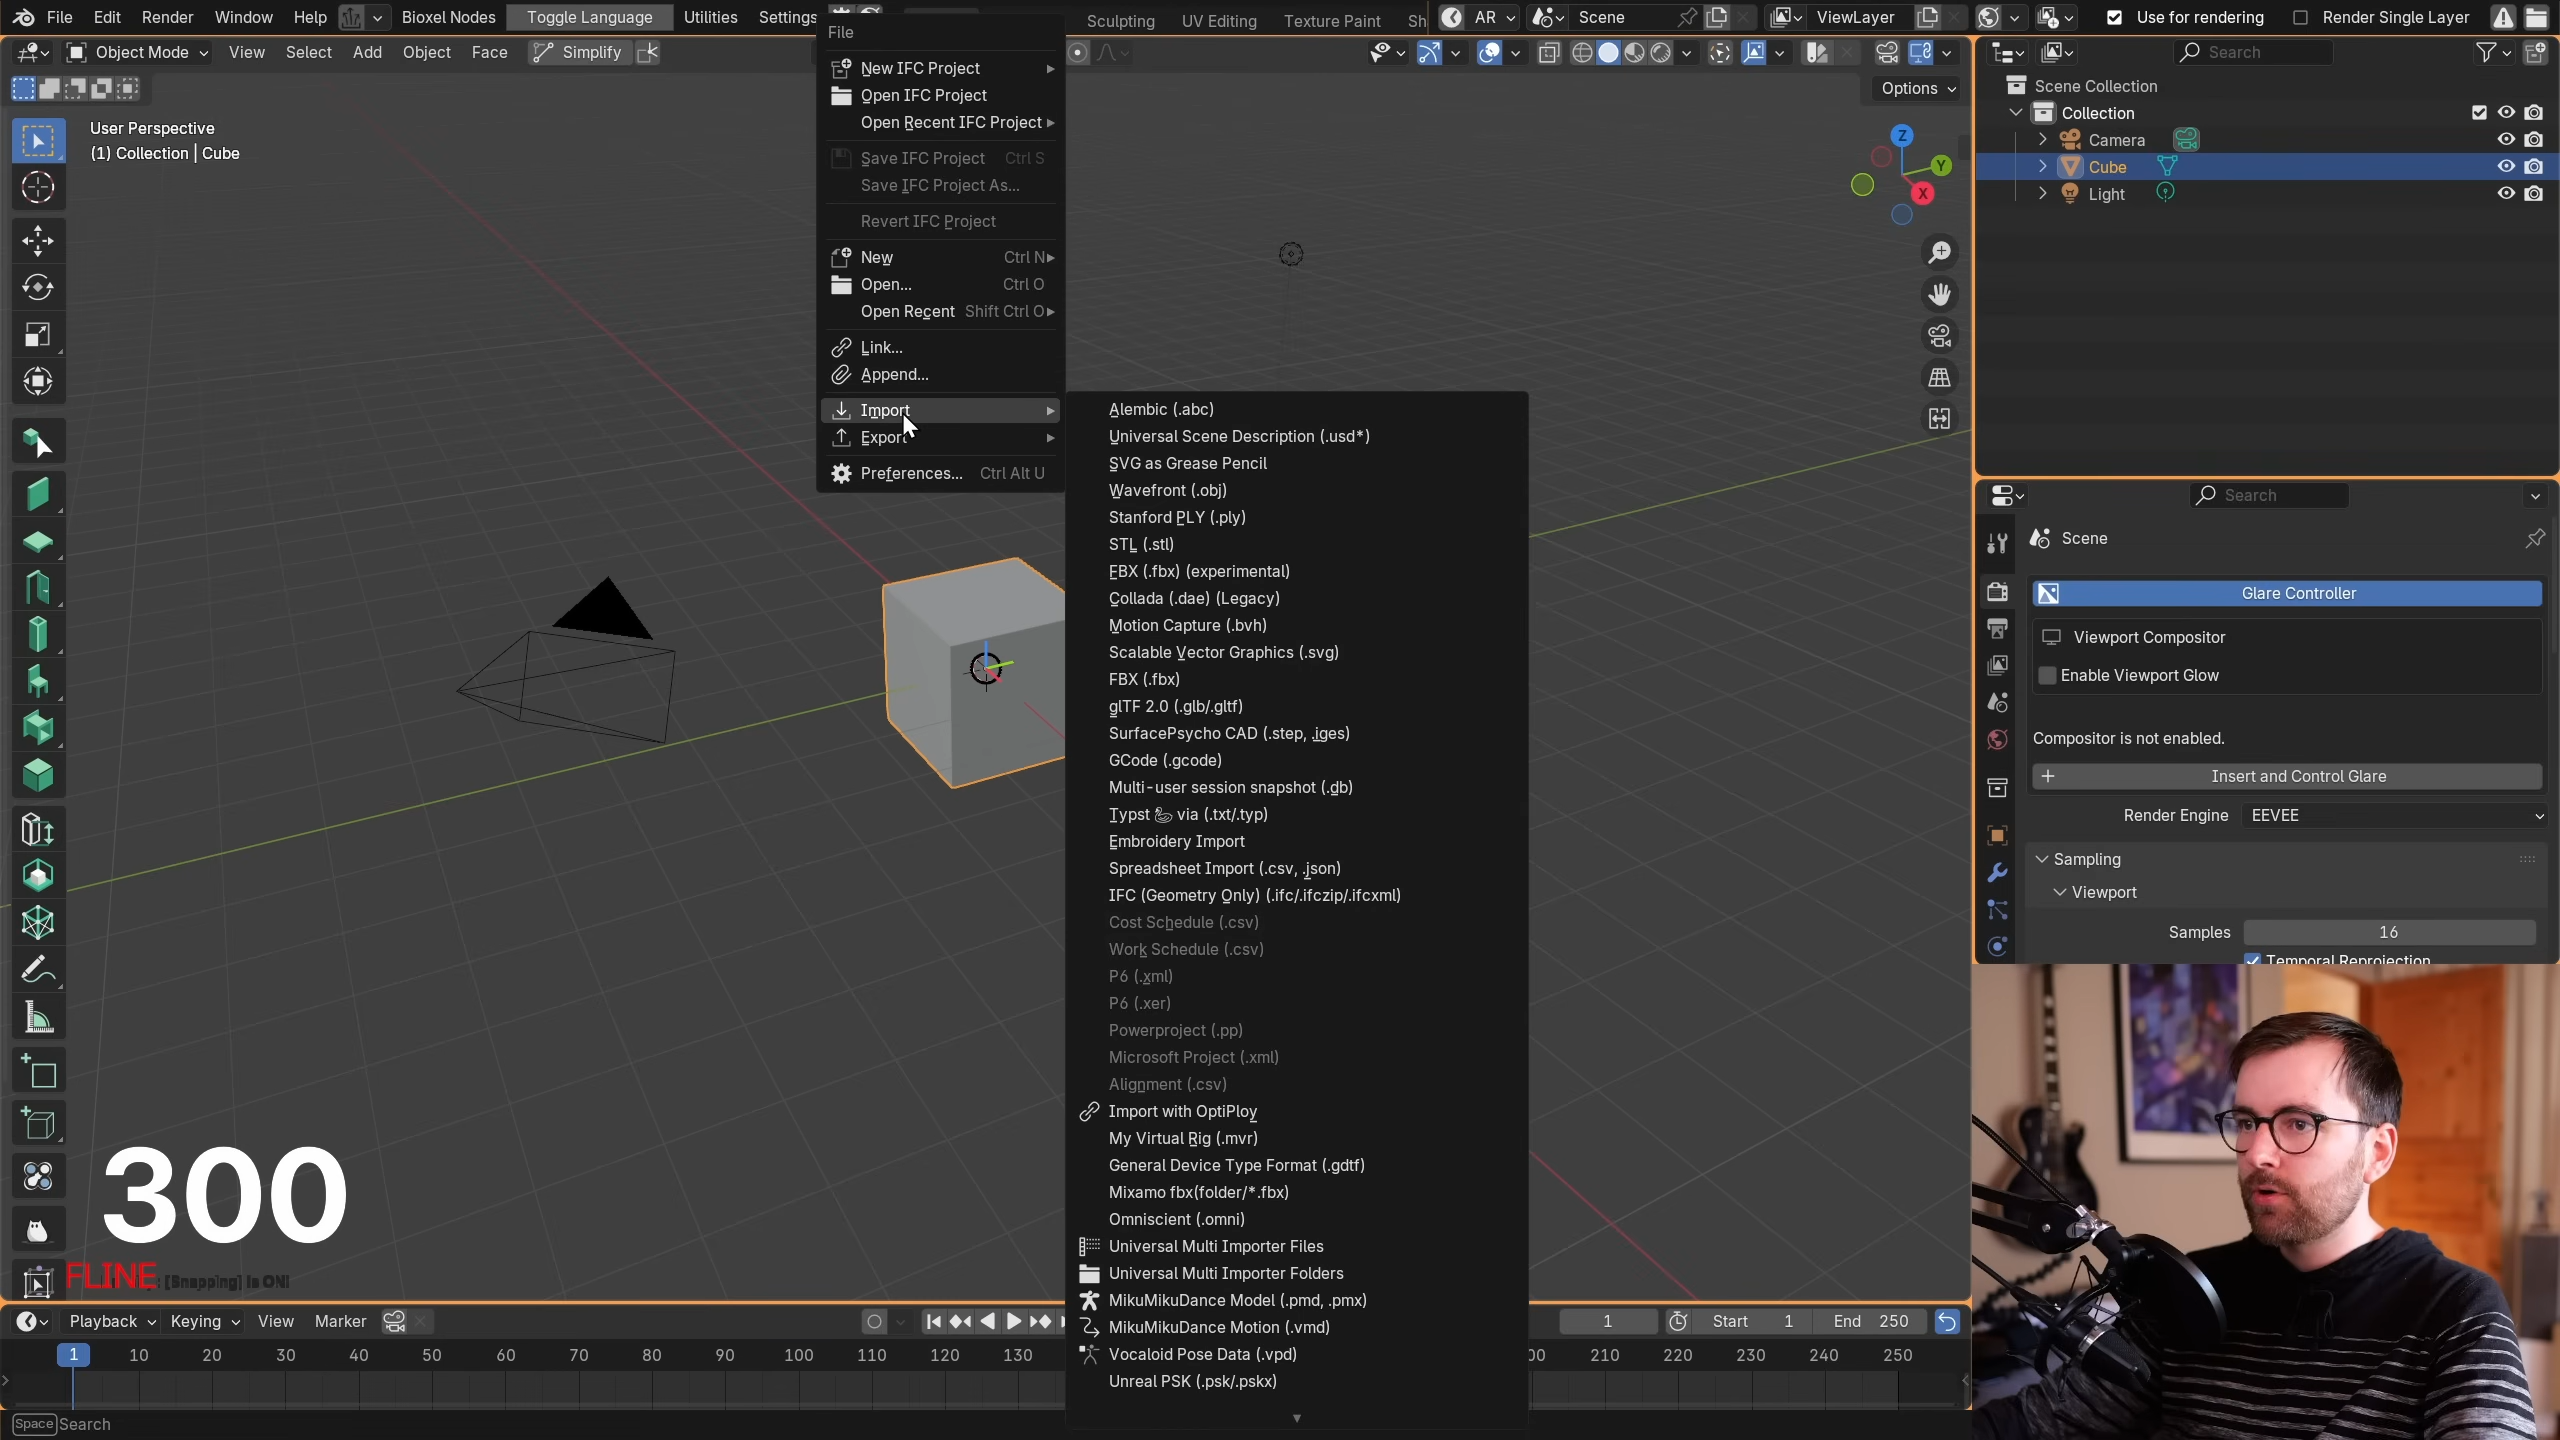 File Edit Render Window Help Bioxel Nodes Toggle Language Utilities Settings
Sculpting UV Editing Texture Paint Sh AR Scene ViewLayer Use for rendering Render Single Layer
Object Mode View Select Add Object Face Simplify
Options
User Perspective
(1) Collection | Cube
File
New IFC Project
Open IFC Project
Open Recent IFC Project
Save IFC Project Ctrl S
Save IFC Project As...
Revert IFC Project
New Ctrl N
Open... Ctrl O
Open Recent Shift Ctrl O
Link...
Append...
Import
Export
Preferences... Ctrl Alt U
Alembic (.abc)
Universal Scene Description (.usd*)
SVG as Grease Pencil
Wavefront (.obj)
Stanford PLY (.ply)
STL (.stl)
FBX (.fbx) (experimental)
Collada (.dae) (Legacy)
Motion Capture (.bvh)
Scalable Vector Graphics (.svg)
FBX (.fbx)
glTF 2.0 (.glb/.gltf)
SurfacePsycho CAD (.step, .iges)
GCode (.gcode)
Multi-user session snapshot (.db)
Typst 🦢 via (.txt/.typ)
Embroidery Import
Spreadsheet Import (.csv, .json)
IFC (Geometry Only) (.ifc/.ifczip/.ifcxml)
Cost Schedule (.csv)
Work Schedule (.csv)
P6 (.xml)
P6 (.xer)
Powerproject (.pp)
Microsoft Project (.xml)
Alignment (.csv)
Import with OptiPloy
My Virtual Rig (.mvr)
General Device Type Format (.gdtf)
Mixamo fbx(folder/*.fbx)
Omniscient (.omni)
Universal Multi Importer Files
Universal Multi Importer Folders
MikuMikuDance Model (.pmd, .pmx)
MikuMikuDance Motion (.vmd)
Vocaloid Pose Data (.vpd)
Unreal PSK (.psk/.pskx)
Z
Y
X
Search
Scene Collection
Collection
Camera
Cube
Light
Search
Scene
Glare Controller
Viewport Compositor
Enable Viewport Glow
Compositor is not enabled.
Insert and Control Glare
Render Engine EEVEE
Sampling
Viewport
Samples 16
Temporal Reprojection
300
FLINE [Snapping] is ON!
Playback Keying View Marker 1 Start 1 End 250
1 10 20 30 40 50 60 70 80 90 100 110 120 130 00 210 220 230 240 250
Space Search